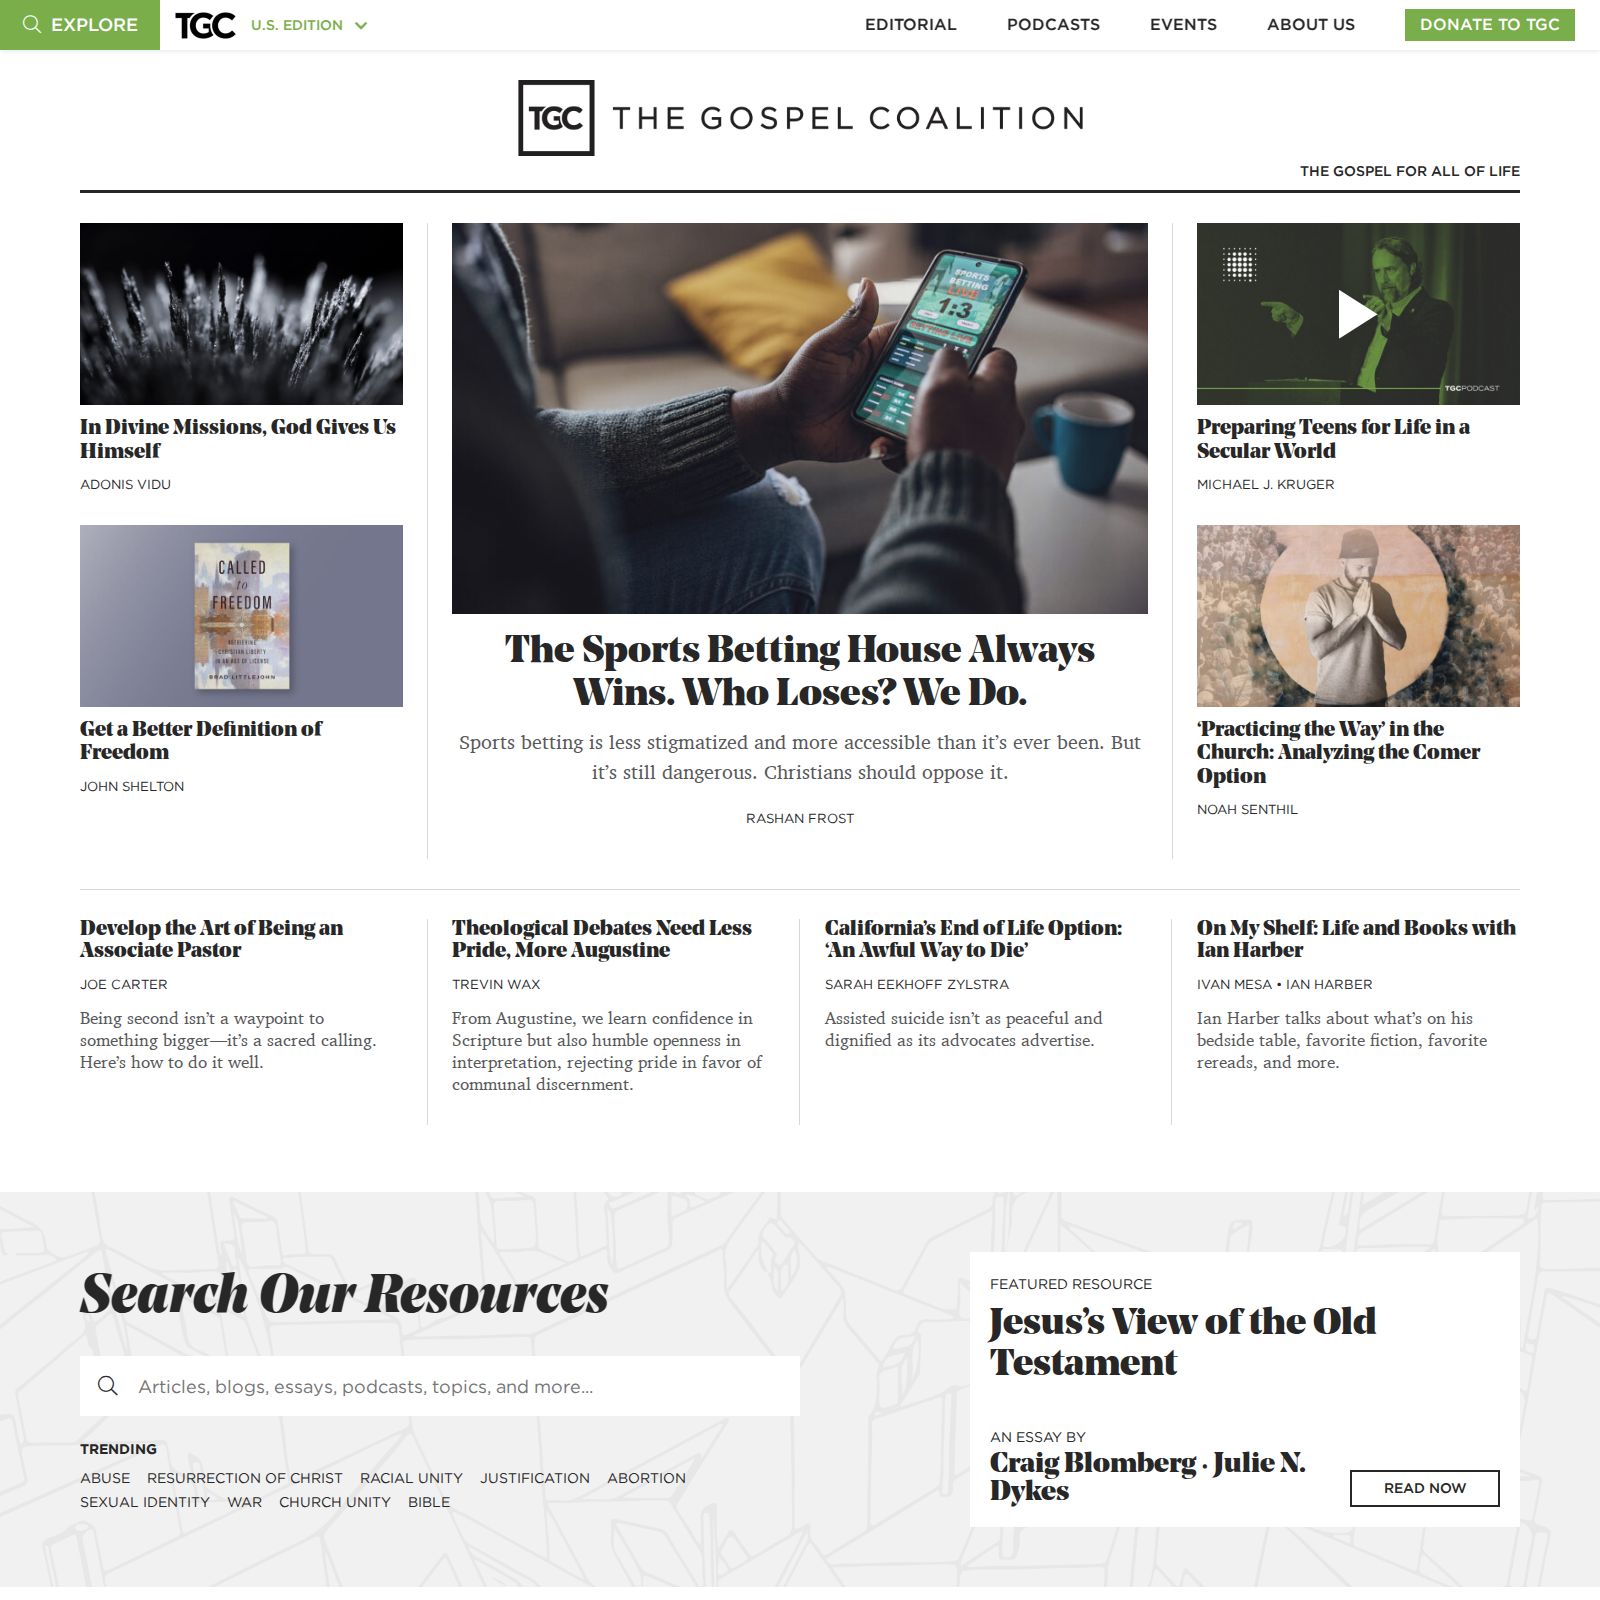 EXPLORE
TGC
U.S. EDITION
EDITORIAL
PODCASTS
EVENTS
ABOUT US
DONATE TO TGC
TGC
THE GOSPEL COALITION
THE GOSPEL FOR ALL OF LIFE
In Divine Missions, God Gives Us
Himself
ADONIS VIDU
CALLED
to
FREEDOM
RETRIEVING
CHRISTIAN LIBERTY
IN AN AGE OF LICENSE
BRAD LITTLEJOHN
Get a Better Definition of
Freedom
JOHN SHELTON
SPORTS
BETTING
LIVE
1:3
The Sports Betting House Always
Wins. Who Loses? We Do.
Sports betting is less stigmatized and more accessible than it’s ever been. But
it’s still dangerous. Christians should oppose it.
RASHAN FROST
TGCPODCAST
Preparing Teens for Life in a
Secular World
MICHAEL J. KRUGER
‘Practicing the Way’ in the
Church: Analyzing the Comer
Option
NOAH SENTHIL
Develop the Art of Being an
Associate Pastor
JOE CARTER
Being second isn’t a waypoint to
something bigger—it’s a sacred calling.
Here’s how to do it well.
Theological Debates Need Less
Pride, More Augustine
TREVIN WAX
From Augustine, we learn confidence in
Scripture but also humble openness in
interpretation, rejecting pride in favor of
communal discernment.
California’s End of Life Option:
‘An Awful Way to Die’
SARAH EEKHOFF ZYLSTRA
Assisted suicide isn’t as peaceful and
dignified as its advocates advertise.
On My Shelf: Life and Books with
Ian Harber
IVAN MESA • IAN HARBER
Ian Harber talks about what’s on his
bedside table, favorite fiction, favorite
rereads, and more.
Search Our Resources
Articles, blogs, essays, podcasts, topics, and more...
TRENDING
ABUSE RESURRECTION OF CHRIST RACIAL UNITY JUSTIFICATION ABORTION
SEXUAL IDENTITY WAR CHURCH UNITY BIBLE
FEATURED RESOURCE
Jesus’s View of the Old
Testament
AN ESSAY BY
Craig Blomberg · Julie N.
Dykes
READ NOW